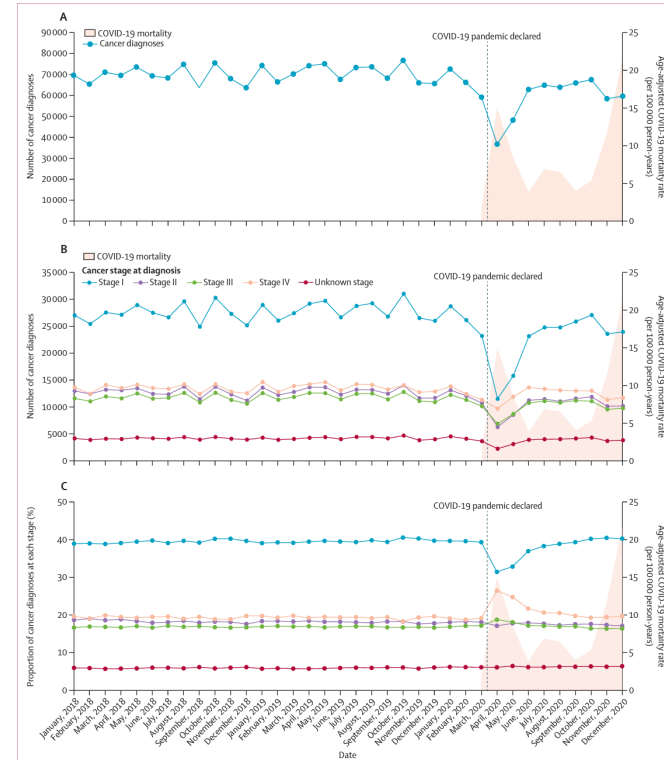 A
COVID-19 mortality
Cancer diagnoses
COVID-19 pandemic declared
Number of cancer diagnoses
90000
80000
70000
60000
50000
40000
30000
20000
10000
0
25
20
15
10
5
0
Age-adjusted COVID-19 mortality rate
(per 100 000 person-years)
B
COVID-19 mortality
Cancer stage at diagnosis
Stage I Stage II Stage III Stage IV Unknown stage
COVID-19 pandemic declared
Number of cancer diagnoses
35000
30000
25000
20000
15000
10000
5000
0
25
20
15
10
5
0
Age-adjusted COVID-19 mortality rate
(per 100 000 person-years)
C
COVID-19 pandemic declared
Proportion of cancer diagnoses at each stage (%)
50
40
30
20
10
0
25
20
15
10
5
0
Age-adjusted COVID-19 mortality rate
(per 100 000 person-years)
January, 2018
February, 2018
March, 2018
April, 2018
May, 2018
June, 2018
July, 2018
August, 2018
September, 2018
October, 2018
November, 2018
December, 2018
January, 2019
February, 2019
March, 2019
April, 2019
May, 2019
June, 2019
July, 2019
August, 2019
September, 2019
October, 2019
November, 2019
December, 2019
January, 2020
February, 2020
March, 2020
April, 2020
May, 2020
June, 2020
July, 2020
August, 2020
September, 2020
October, 2020
November, 2020
December, 2020
Date